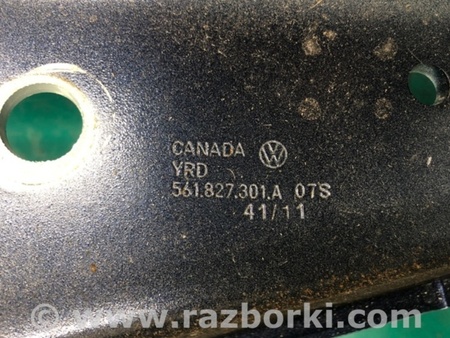 CANADA
YRD
561.827.301.A 07S
41/11
© www.razborki.com